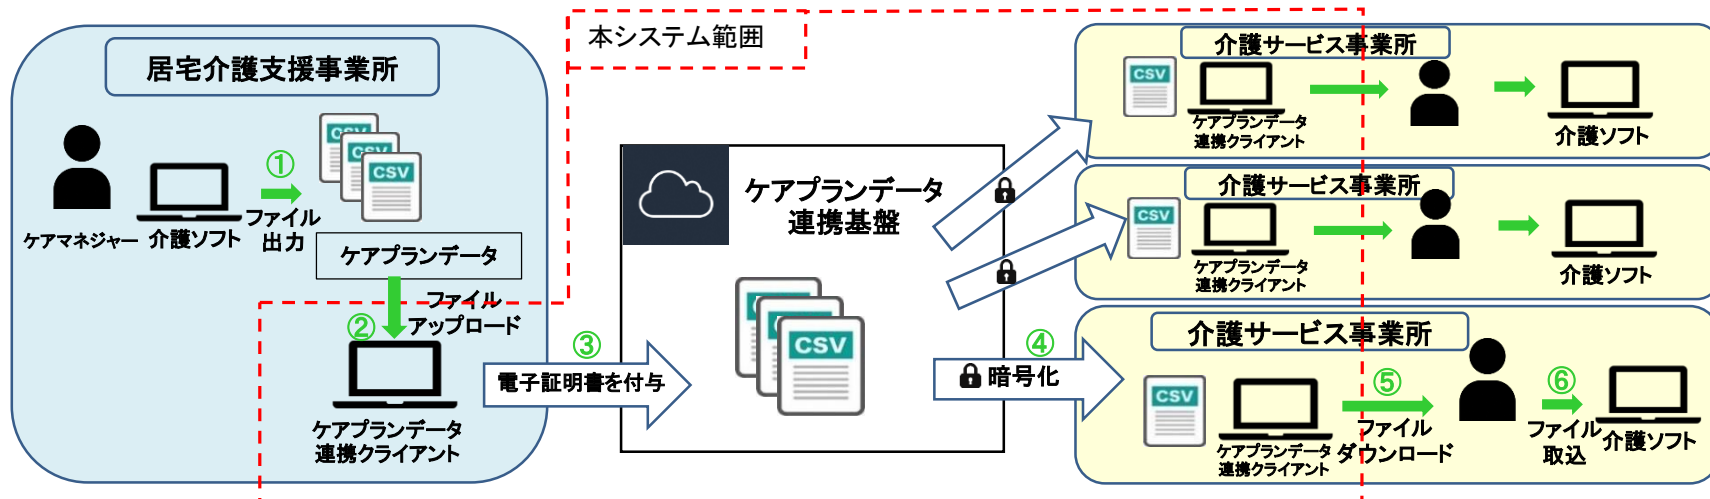 本システム範囲
居宅介護支援事業所
ケアマネジャー
介護ソフト
①
ファイル
出力
CSV
CSV
CSV
ケアプランデータ
②
ファイル
アップロード
ケアプランデータ
連携クライアント
③
電子証明書を付与
ケアプランデータ
連携基盤
CSV
CSV
CSV
④
暗号化
介護サービス事業所
CSV
ケアプランデータ
連携クライアント
介護ソフト
介護サービス事業所
CSV
ケアプランデータ
連携クライアント
介護ソフト
介護サービス事業所
CSV
ケアプランデータ
連携クライアント
⑤
ファイル
ダウンロード
⑥
ファイル
取込
介護ソフト